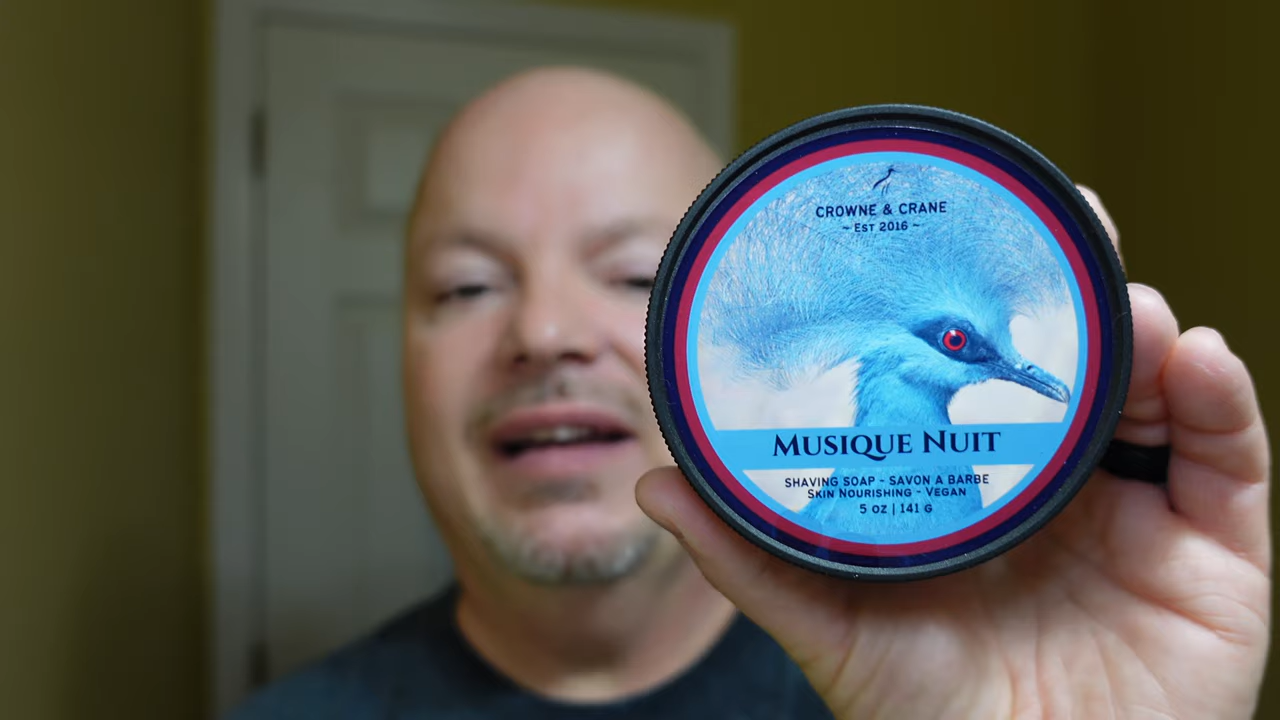 CROWNE & CRANE
~ EST 2016 ~
MUSIQUE NUIT
SHAVING SOAP - SAVON A BARBE
SKIN NOURISHING - VEGAN
5 OZ | 141 G